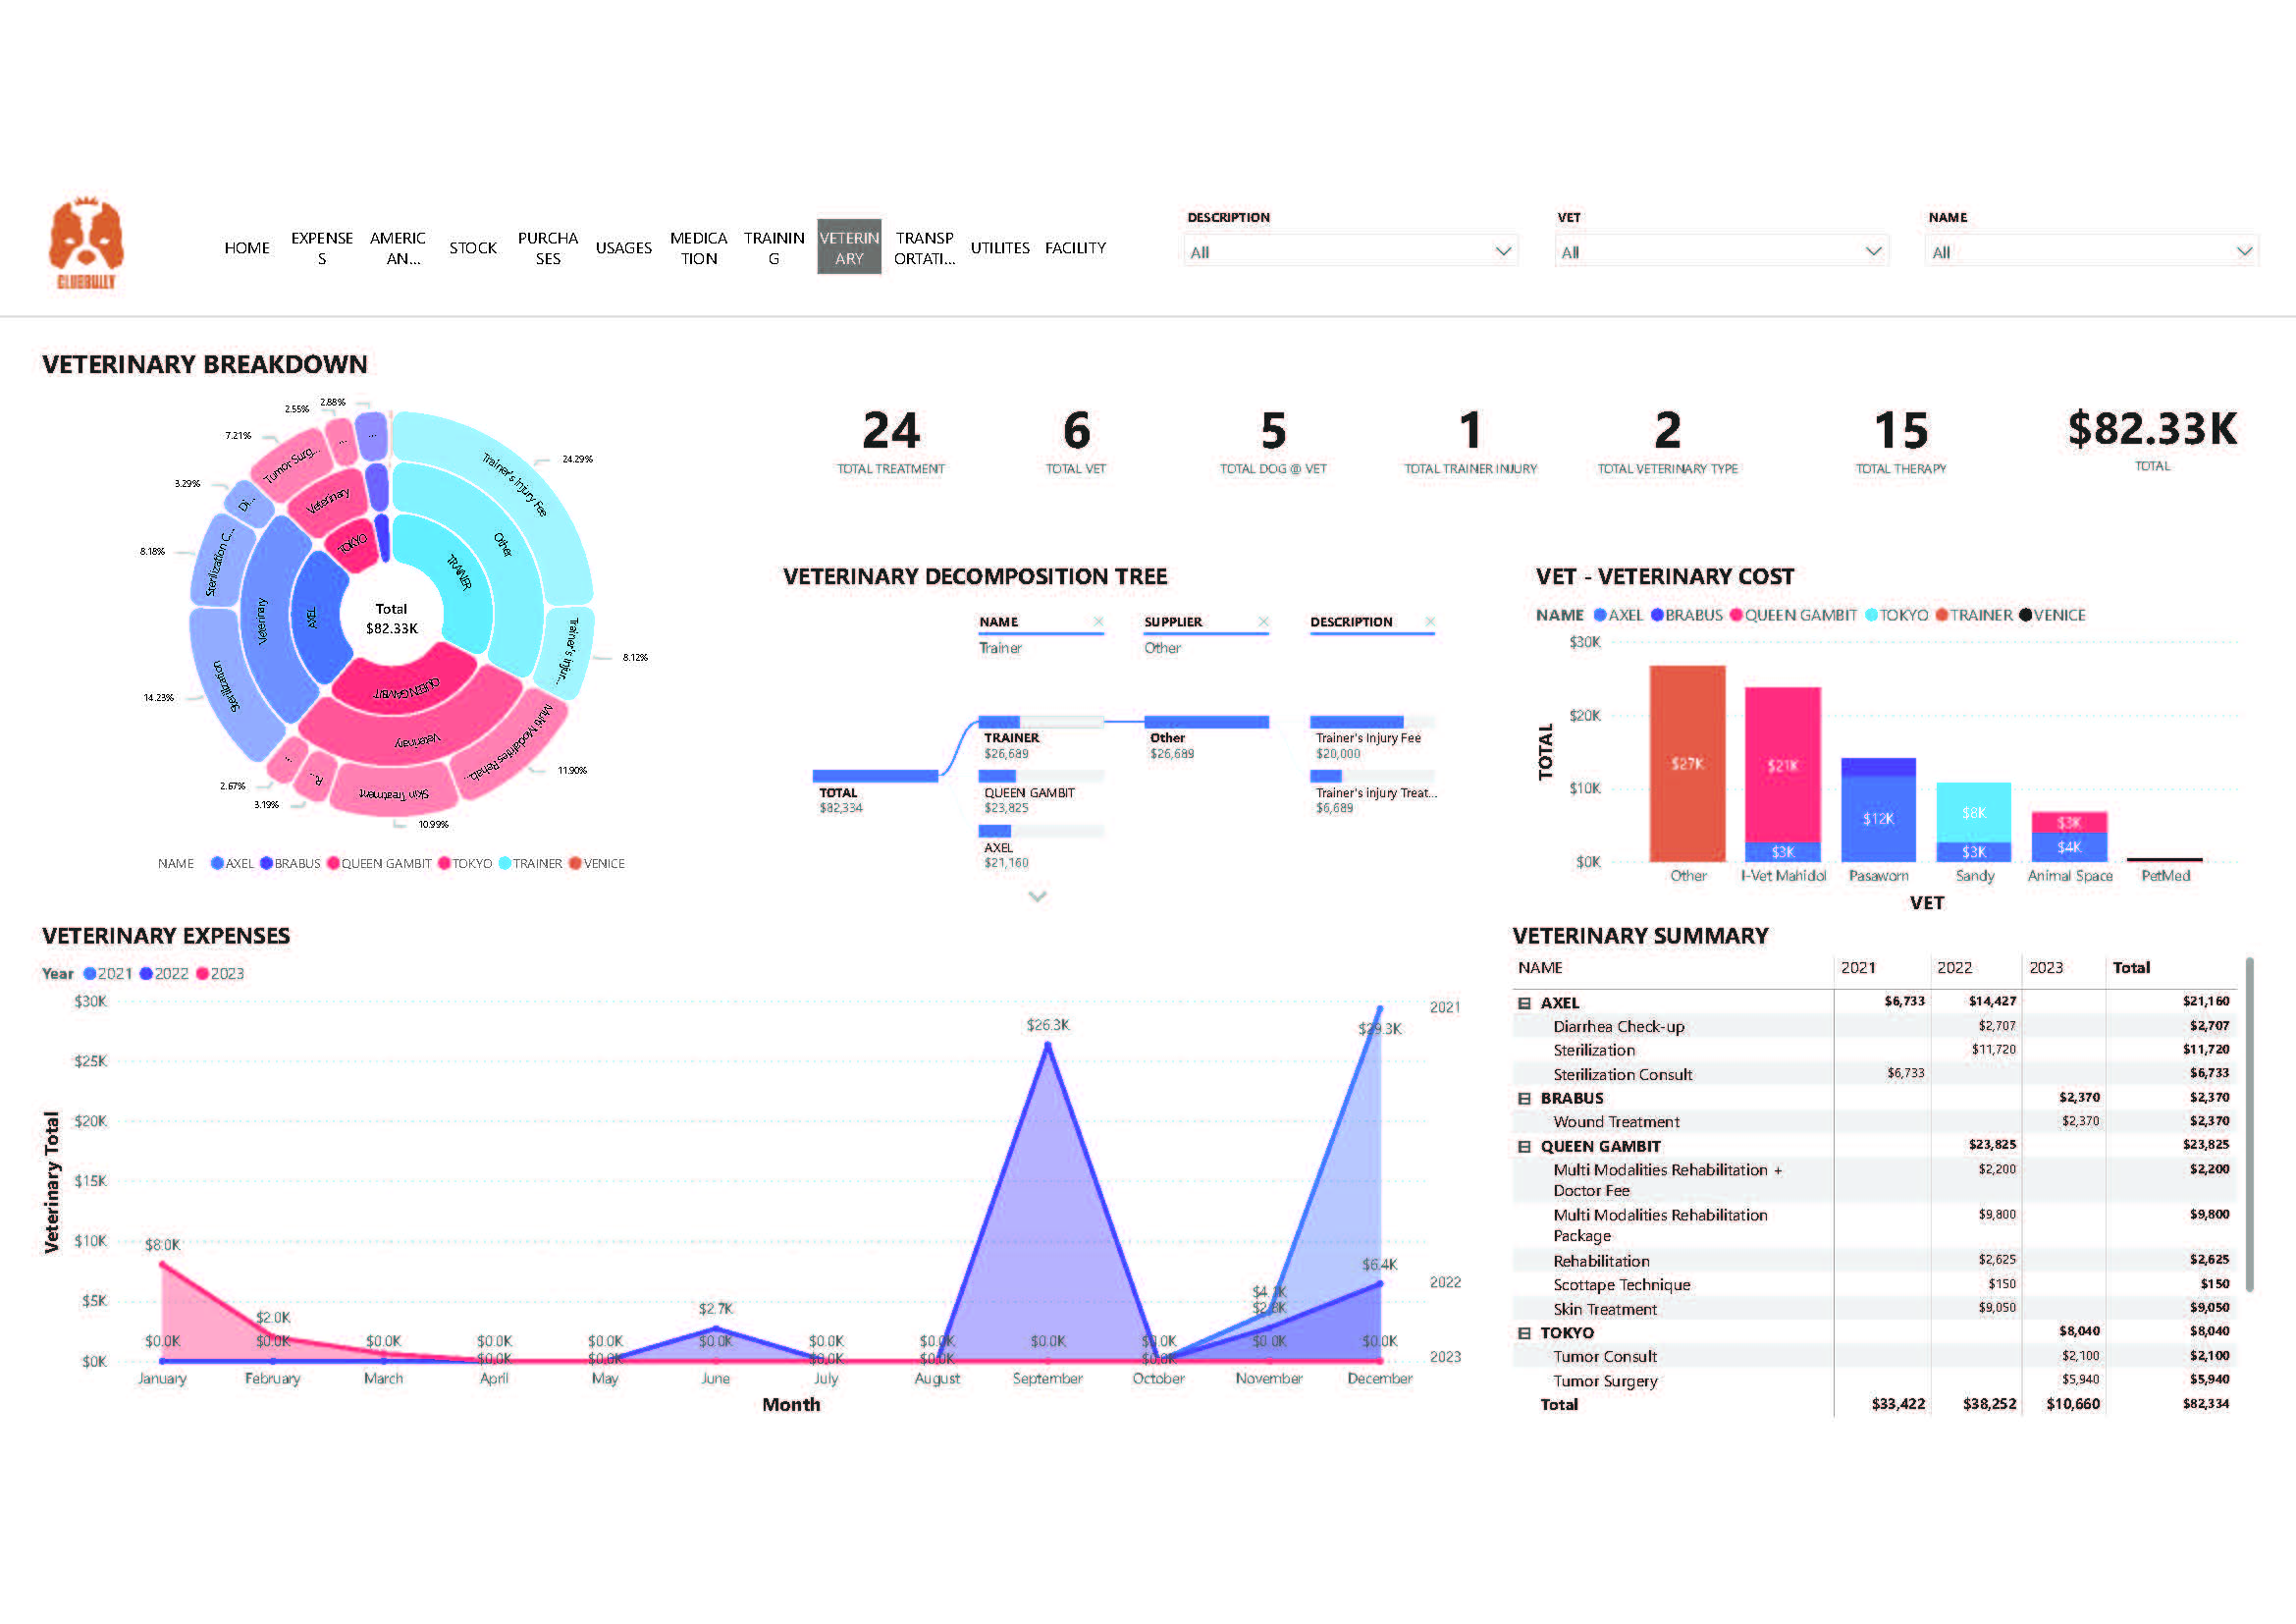 CLUBBULLY
HOME
EXPENSE
S
AMERIC
AN...
STOCK
PURCHA
SES
USAGES
MEDICA
TION
TRAININ
G
VETERIN
ARY
TRANSP
ORTATI...
UTILITES
FACILITY
DESCRIPTION
All
VET
All
NAME
All
VETERINARY BREAKDOWN
2.88%
2.55%
7.21%
3.29%
8.18%
14.23%
2.67%
3.19%
10.99%
11.90%
8.12%
24.29%
Trainer's Injury Fee
Other
TRAINER
Trainer's injur...
Multi Modalities Rehab...
QUEEN GAMBIT
Veterinary
Skin Treatment
R...
...
Sterilization
Veterinary
AXEL
Sterilization C...
Di...
Tumor Surg...
Veterinary
TOKYO
...
...
Total
$82.33K
NAME AXEL BRABUS QUEEN GAMBIT TOKYO TRAINER VENICE
24
TOTAL TREATMENT
6
TOTAL VET
5
TOTAL DOG @ VET
1
TOTAL TRAINER INJURY
2
TOTAL VETERINARY TYPE
15
TOTAL THERAPY
$82.33K
TOTAL
VETERINARY DECOMPOSITION TREE
NAME
Trainer
SUPPLIER
Other
DESCRIPTION
TOTAL
$82,334
TRAINER
$26,689
QUEEN GAMBIT
$23,825
AXEL
$21,160
Other
$26,689
Trainer's Injury Fee
$20,000
Trainer's injury Treat...
$6,689
VET - VETERINARY COST
NAME AXEL BRABUS QUEEN GAMBIT TOKYO TRAINER VENICE
TOTAL
$30K
$20K
$10K
$0K
$27K
$21K
$3K
$12K
$8K
$3K
$3K
$4K
Other I-Vet Mahidol Pasaworn Sandy Animal Space PetMed
VET
VETERINARY EXPENSES
Year 2021 2022 2023
Veterinary Total
$30K
$25K
$20K
$15K
$10K
$5K
$0K
$8.0K
$0.0K
$2.0K
$0.0K
$0.0K
$0.0K
$0.0K
$0.0K
$0.0K
$2.7K
$0.0K
$0.0K
$0.0K
$0.0K
$0.0K
$26.3K
$0.0K
$0.0K
$0.0K
$2.8K
$0.0K
$29.3K
$6.4K
$0.0K
2021
2022
2023
January February March April May June July August September October November December
Month
VETERINARY SUMMARY
NAME 2021 2022 2023 Total
AXEL $6,733 $14,427 $21,160
Diarrhea Check-up $2,707 $2,707
Sterilization $11,720 $11,720
Sterilization Consult $6,733 $6,733
BRABUS $2,370 $2,370
Wound Treatment $2,370 $2,370
QUEEN GAMBIT $23,825 $23,825
Multi Modalities Rehabilitation + $2,200 $2,200
Doctor Fee
Multi Modalities Rehabilitation $9,800 $9,800
Package
Rehabilitation $2,625 $2,625
Scottape Technique $150 $150
Skin Treatment $9,050 $9,050
TOKYO $8,040 $8,040
Tumor Consult $2,100 $2,100
Tumor Surgery $5,940 $5,940
Total $33,422 $38,252 $10,660 $82,334